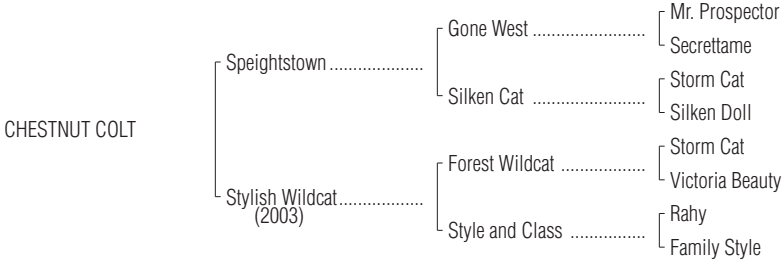 Mr. Prospector
Gone West ........................
Secrettame
Speightstown ....................
Storm Cat
Silken Cat ........................
Silken Doll
CHESTNUT COLT
Storm Cat
Forest Wildcat ..................
Victoria Beauty
Stylish Wildcat..................
(2003)
Rahy
Style and Class ................
Family Style